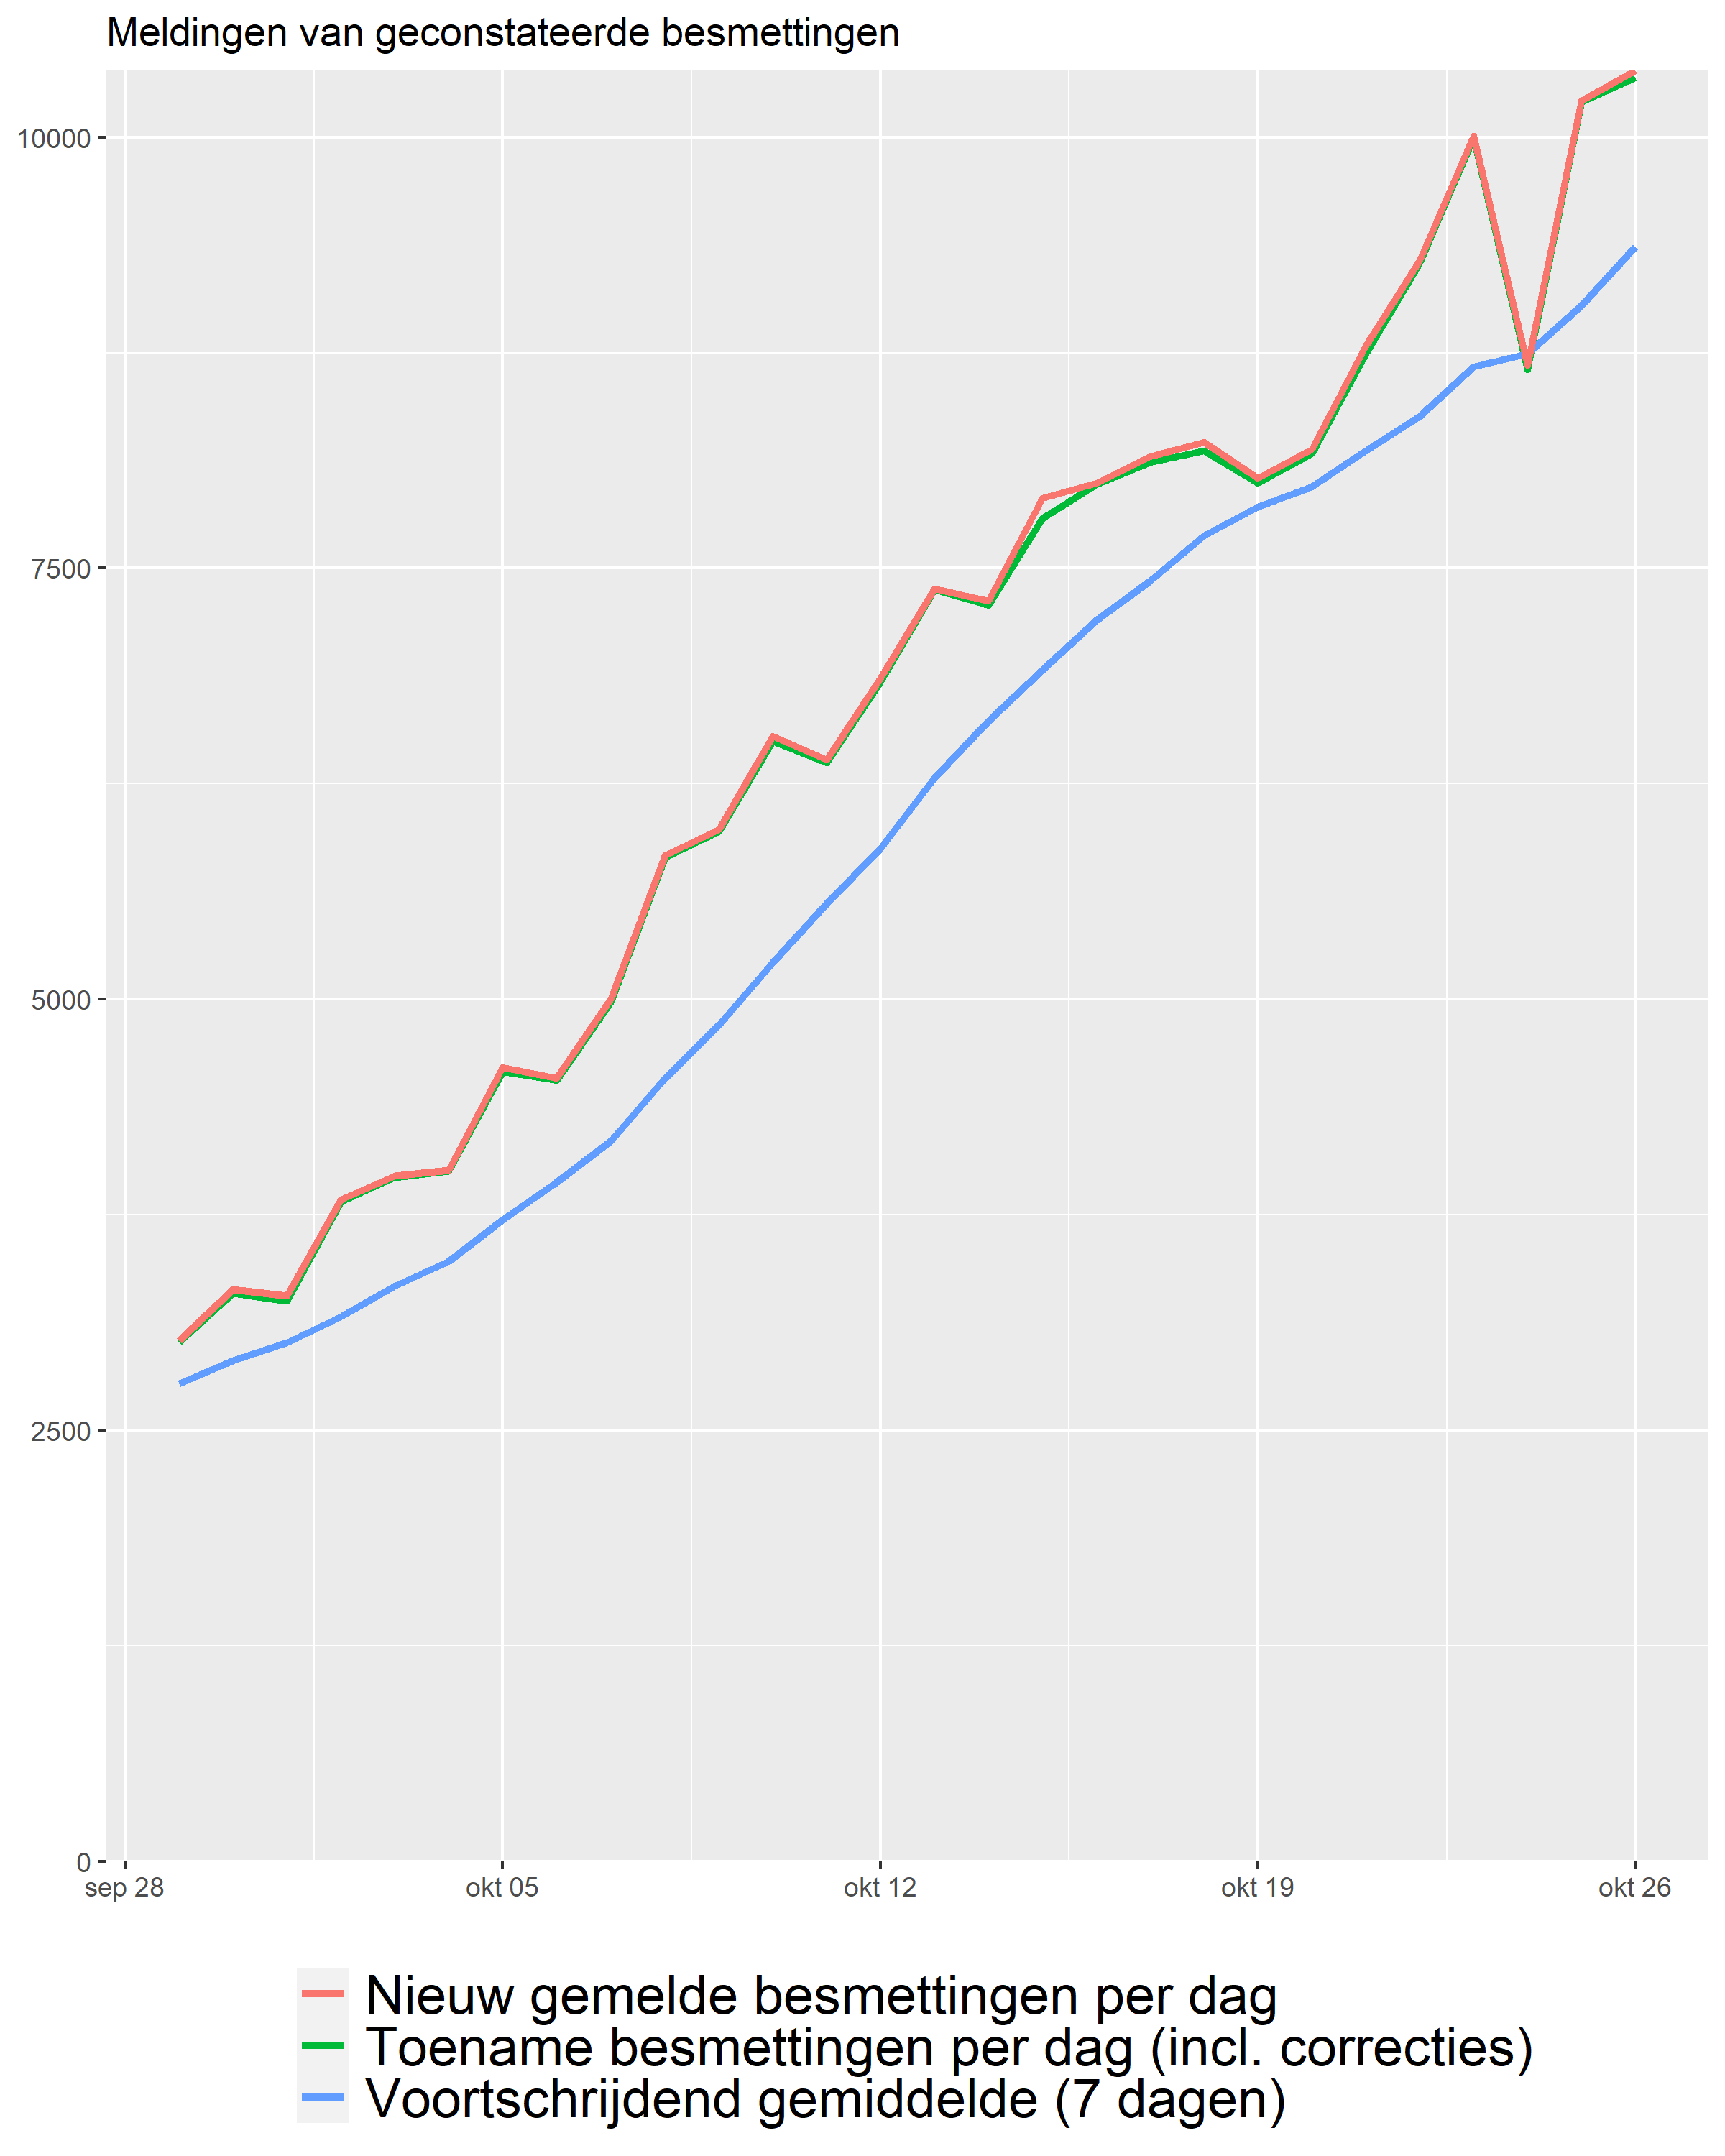 Meldingen van geconstateerde besmettingen
10000
7500
5000
2500
0
sep 28 okt 05 okt 12 okt 19 okt 26
Nieuw gemelde besmettingen per dag
Toename besmettingen per dag (incl. correcties)
Voortschrijdend gemiddelde (7 dagen)